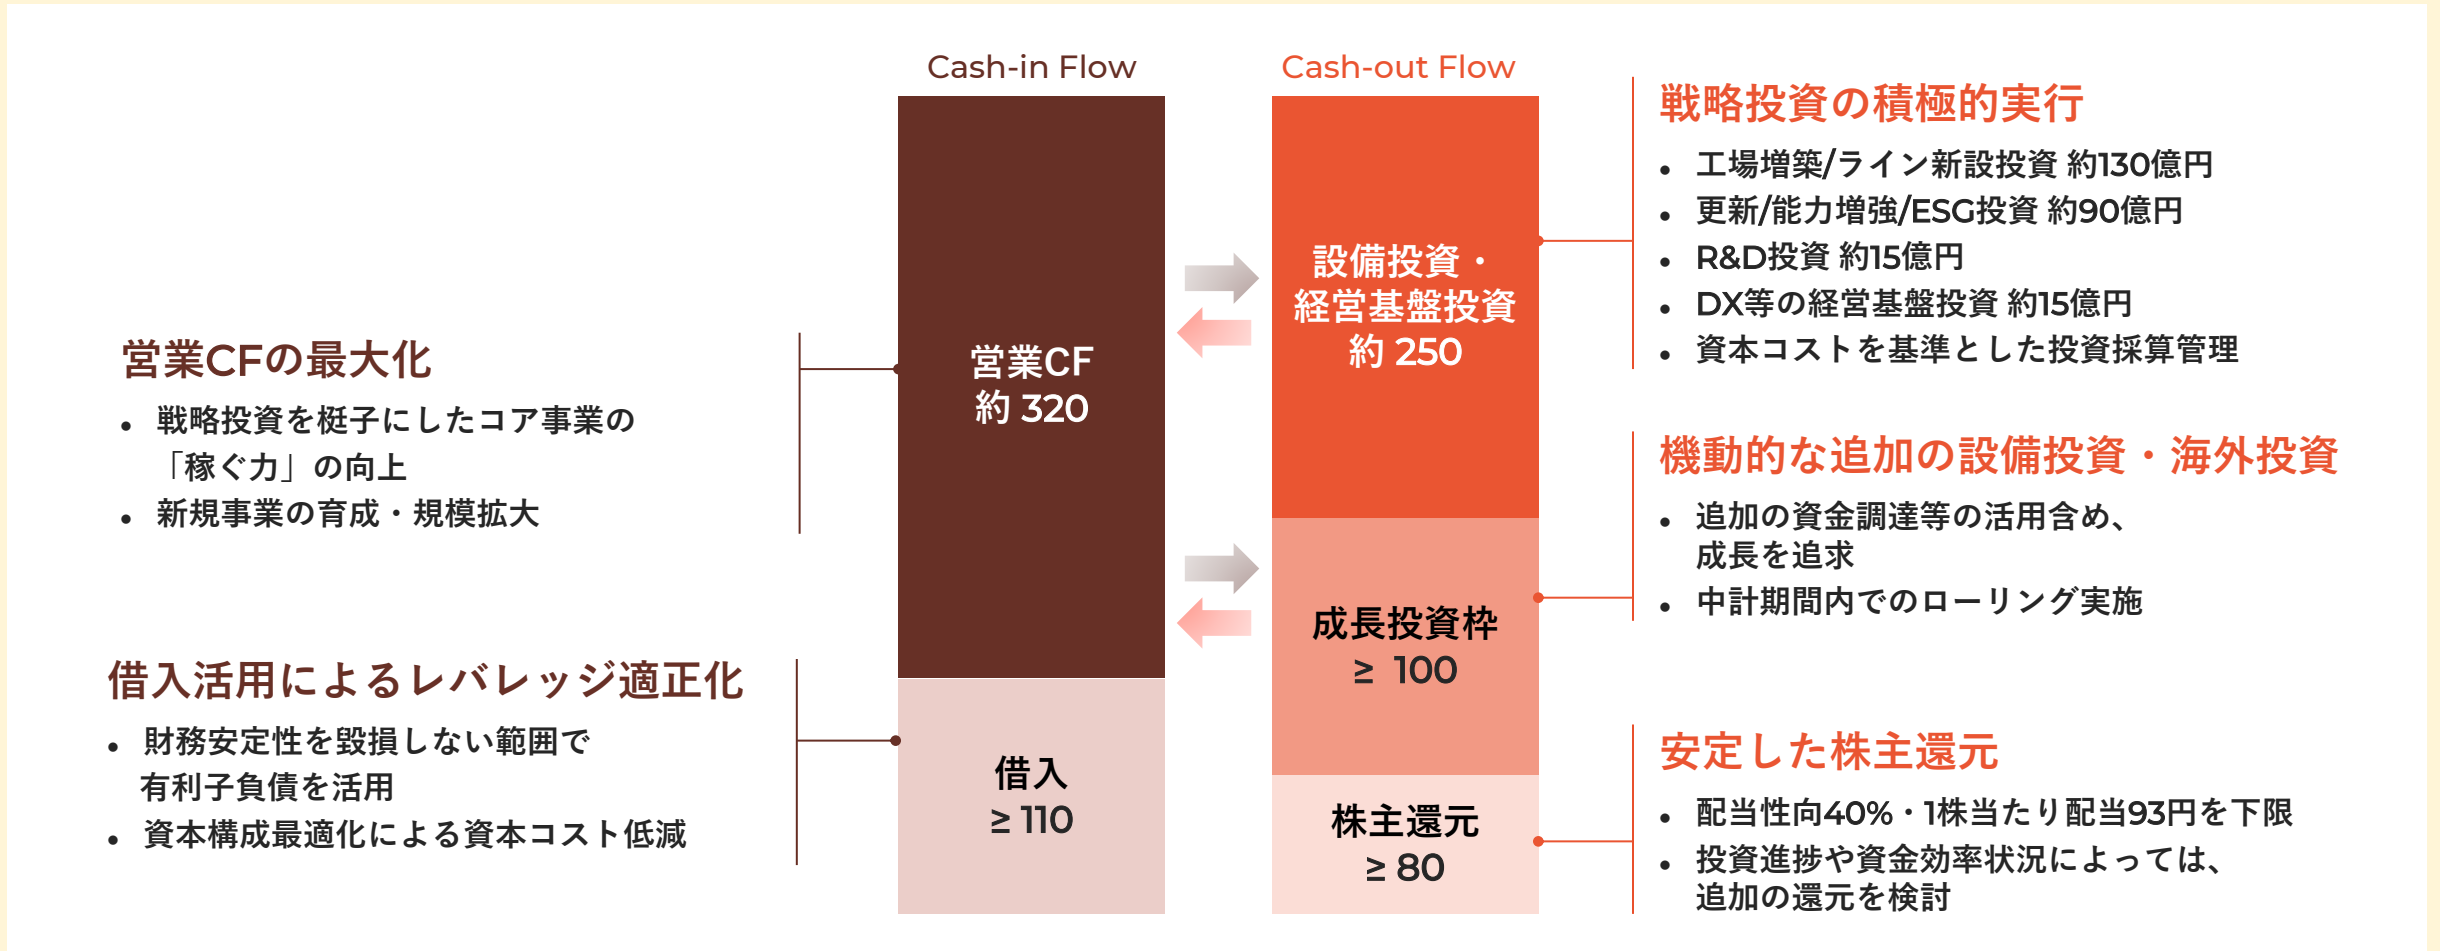 Cash-in Flow
営業CF
約 320
借入
≥ 110
営業CFの最大化
• 戦略投資を梃子にしたコア事業の
「稼ぐ力」の向上
• 新規事業の育成・規模拡大
借入活用によるレバレッジ適正化
• 財務安定性を毀損しない範囲で
有利子負債を活用
• 資本構成最適化による資本コスト低減
Cash-out Flow
設備投資・
経営基盤投資
約 250
成長投資枠
≥ 100
株主還元
≥ 80
戦略投資の積極的実行
• 工場増築/ライン新設投資 約130億円
• 更新/能力増強/ESG投資 約90億円
• R&D投資 約15億円
• DX等の経営基盤投資 約15億円
• 資本コストを基準とした投資採算管理
機動的な追加の設備投資・海外投資
• 追加の資金調達等の活用含め、
成長を追求
• 中計期間内でのローリング実施
安定した株主還元
• 配当性向40%・1株当たり配当93円を下限
• 投資進捗や資金効率状況によっては、
追加の還元を検討